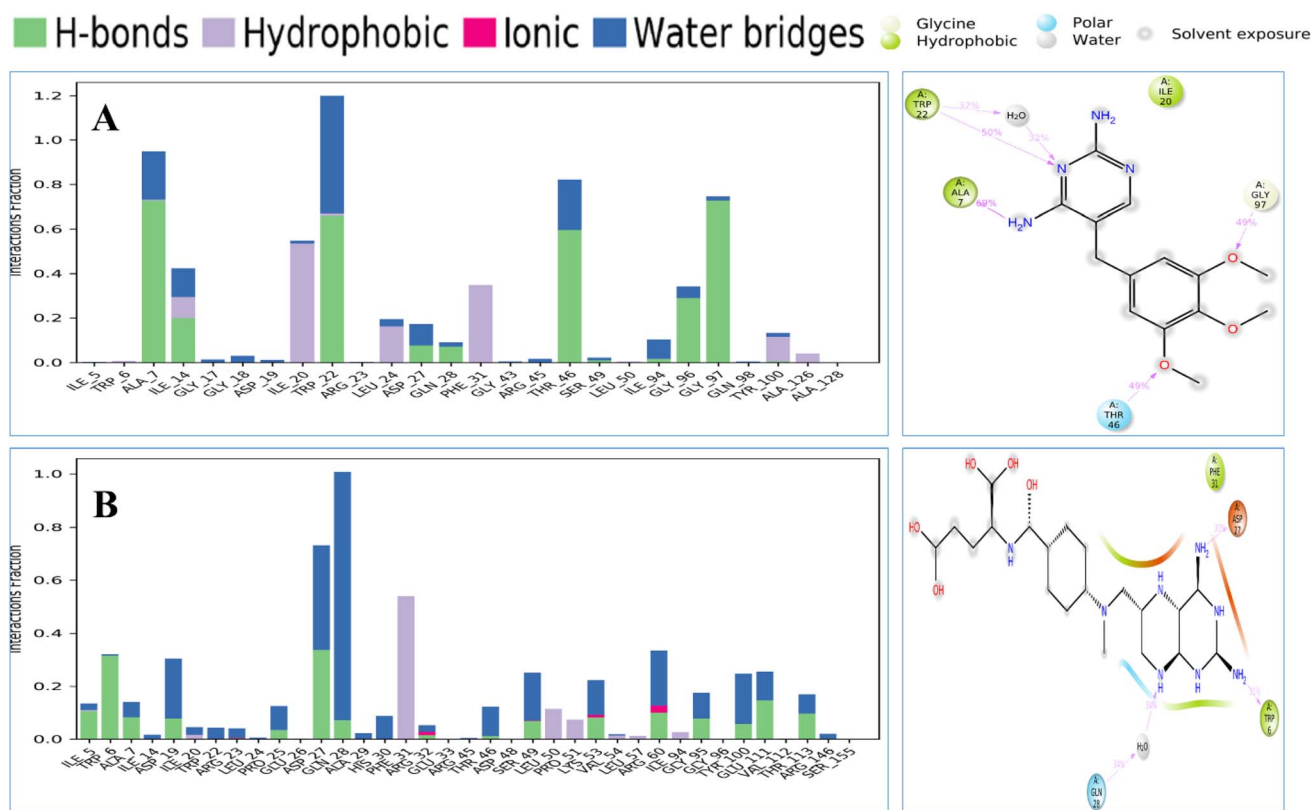 H-bonds Hydrophobic Ionic Water bridges Glycine Polar Solvent exposure
Hydrophobic Water
A
Interactions Fraction
1.2
1.0
0.8
0.6
0.4
0.2
0.0
ILE_5 TRP_6 ALA_7 ILE_14 GLY_17 GLY_18 ASP_19 ILE_20 TRP_22 ARG_23 LEU_24 ASP_27 GLN_28 PHE_31 GLY_43 ARG_45 THR_46 SER_49 LEU_50 ILE_94 GLY_96 GLY_97 GLN_98 TYR_100 ALA_126 ALA_128
A:
TRP
22
37%
50%
H₂O
32%
A:
ILE
20
NH₂
N
N
A:
ALA
7
69%
H₂N
A:
GLY
97
49%
O
O
O
49%
A:
THR
46
B
Interactions Fraction
1.0
0.8
0.6
0.4
0.2
0.0
ILE_5 TRP_6 ALA_7 ILE_14 ASP_19 ILE_20 TRP_22 ARG_23 LEU_24 PRO_25 GLU_26 ASP_27 GLN_28 ALA_29 HIS_30 PHE_31 ARG_32 GLU_33 ARG_45 THR_46 ASP_48 SER_49 LEU_50 PRO_51 LYS_53 VAL_54 LEU_57 ARG_60 ILE_94 GLY_95 GLY_96 TYR_100 GLU_111 VAL_112 THR_113 ARG_146 SER_155
HO
OH
OH
HO
OH
N
H
A:
PHE
31
A:
ASP
27
NH₂
H
N
NH
N
N
H
N
H
NH₂
A:
TRP
6
H₂O
A:
GLN
28